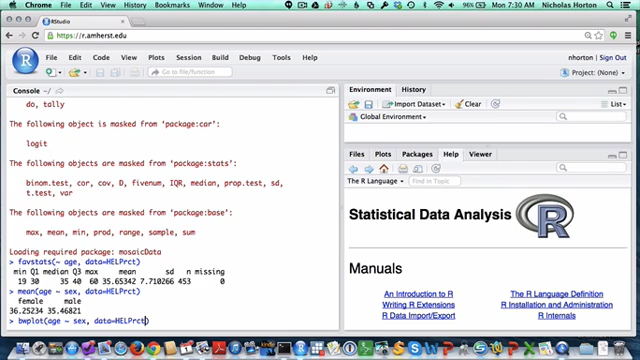 Chrome File Edit View History Bookmarks Window Help
96% Mon 7:30 AM Nicholas Horton
RStudio
https://r.amherst.edu
R Studio File Edit Code View Plots Session Build Debug Tools Help
nhorton | Sign Out
Go to file/function
Project: (None)
Console ~/
do, tally
The following object is masked from ‘package:car’
logit
The following objects are masked from ‘package:stats’
binom.test, cor, cov, D, fivenum, IQR, median, prop.test, sd,
t.test, var
The following objects are masked from ‘package:base’
max, mean, min, prod, range, sample, sum
Loading required package: mosaicData
> favstats(~ age, data=HELPrct)
min Q1 median Q3 max mean sd n missing
19 30 35 40 60 35.65342 7.710266 453 0
> mean(age ~ sex, data=HELPrct)
female male
36.25234 35.46821
> bwplot(age ~ sex, data=HELPrct)
Environment History
Import Dataset Clear List
Global Environment
Files Plots Packages Help Viewer
The R Language Find in Topic
Statistical Data Analysis R
Manuals
An Introduction to R The R Language Definition
Writing R Extensions R Installation and Administration
R Data Import/Export R Internals